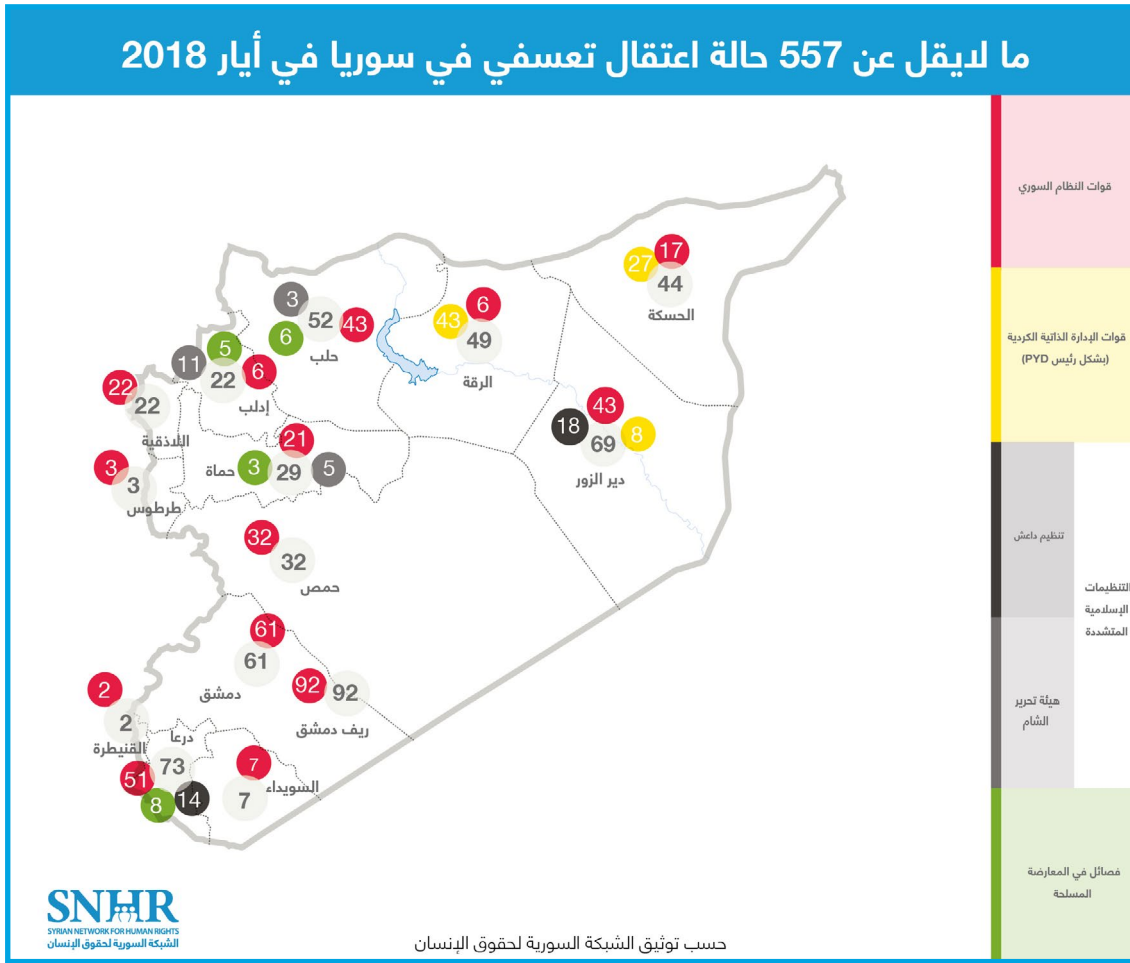 ما لايقل عن 557 حالة اعتقال تعسفي في سوريا في أيار 2018
قوات النظام السوري
قوات الإدارة الذاتية الكردية
(بشكل رئيس PYD)
تنظيم داعش
التنظيمات
الإسلامية
المتشددة
هيئة تحرير
الشام
فصائل في المعارضة
المسلحة
17
27
44
الحسكة
6
43
49
الرقة
3
52
43
6
حلب
5
11
22
6
إدلب
22
22
اللاذقية
43
18
8
69
دير الزور
21
3
29
5
حماة
3
3
طرطوس
32
32
حمص
61
61
دمشق
92
92
ريف دمشق
2
2
القنيطرة
درعا
73
51
8
14
7
7
السويداء
SNHR
SYRIAN NETWORK FOR HUMAN RIGHTS
الشبكة السورية لحقوق الإنسان
حسب توثيق الشبكة السورية لحقوق الإنسان